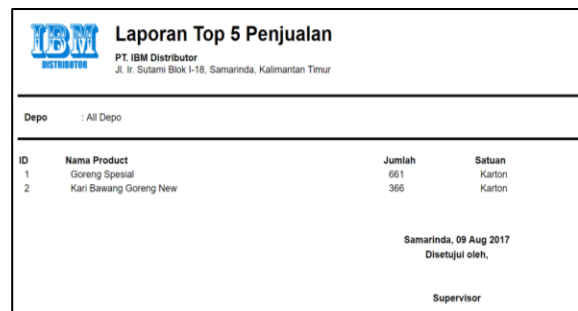 IBM
DISTRIBUTOR
Laporan Top 5 Penjualan
PT. IBM Distributor
Jl. Ir. Sutami Blok I-18, Samarinda, Kalimantan Timur
Depo : All Depo
ID Nama Product Jumlah Satuan
1 Goreng Spesial 661 Karton
2 Kari Bawang Goreng New 366 Karton
Samarinda, 09 Aug 2017
Disetujui oleh,
Supervisor